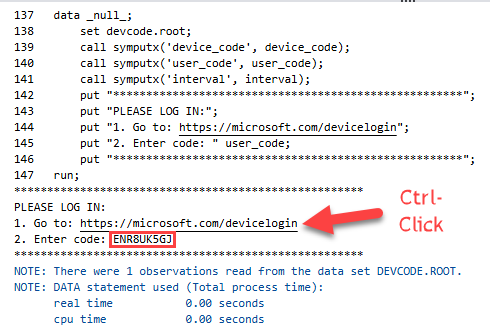 137 data _null_;
138 set devcode.root;
139 call symputx('device_code', device_code);
140 call symputx('user_code', user_code);
141 call symputx('interval', interval);
142 put "*****************************************************";
143 put "PLEASE LOG IN:";
144 put "1. Go to: https://microsoft.com/devicelogin";
145 put "2. Enter code: " user_code;
146 put "*****************************************************";
147 run;
*****************************************************
PLEASE LOG IN:
1. Go to: https://microsoft.com/devicelogin
2. Enter code: ENR8UK5GJ
*****************************************************
Ctrl-
Click
NOTE: There were 1 observations read from the data set DEVCODE.ROOT.
NOTE: DATA statement used (Total process time):
real time 0.00 seconds
cpu time 0.00 seconds